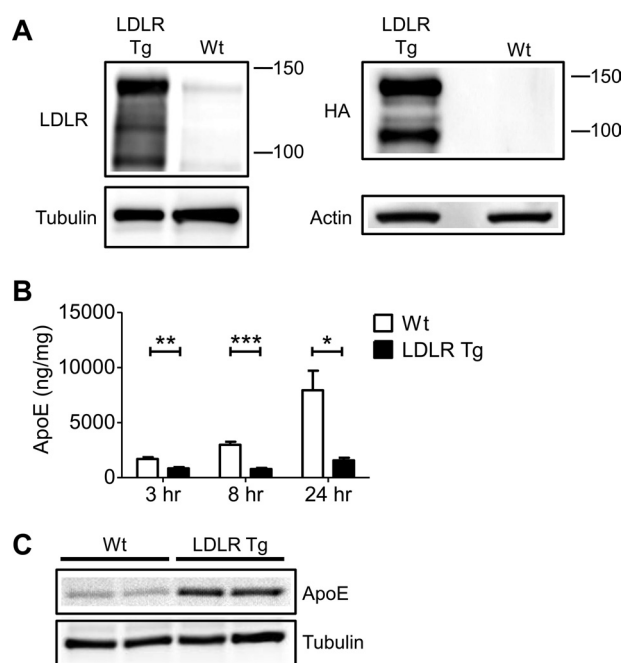 A
LDLR
Tg Wt
LDLR
—150
—100
Tubulin
LDLR
Tg Wt
HA
—150
—100
Actin
B
ApoE (ng/mg)
15000
10000
5000
0
** *** *
3 hr 8 hr 24 hr
Wt
LDLR Tg
C
Wt LDLR Tg
ApoE
Tubulin